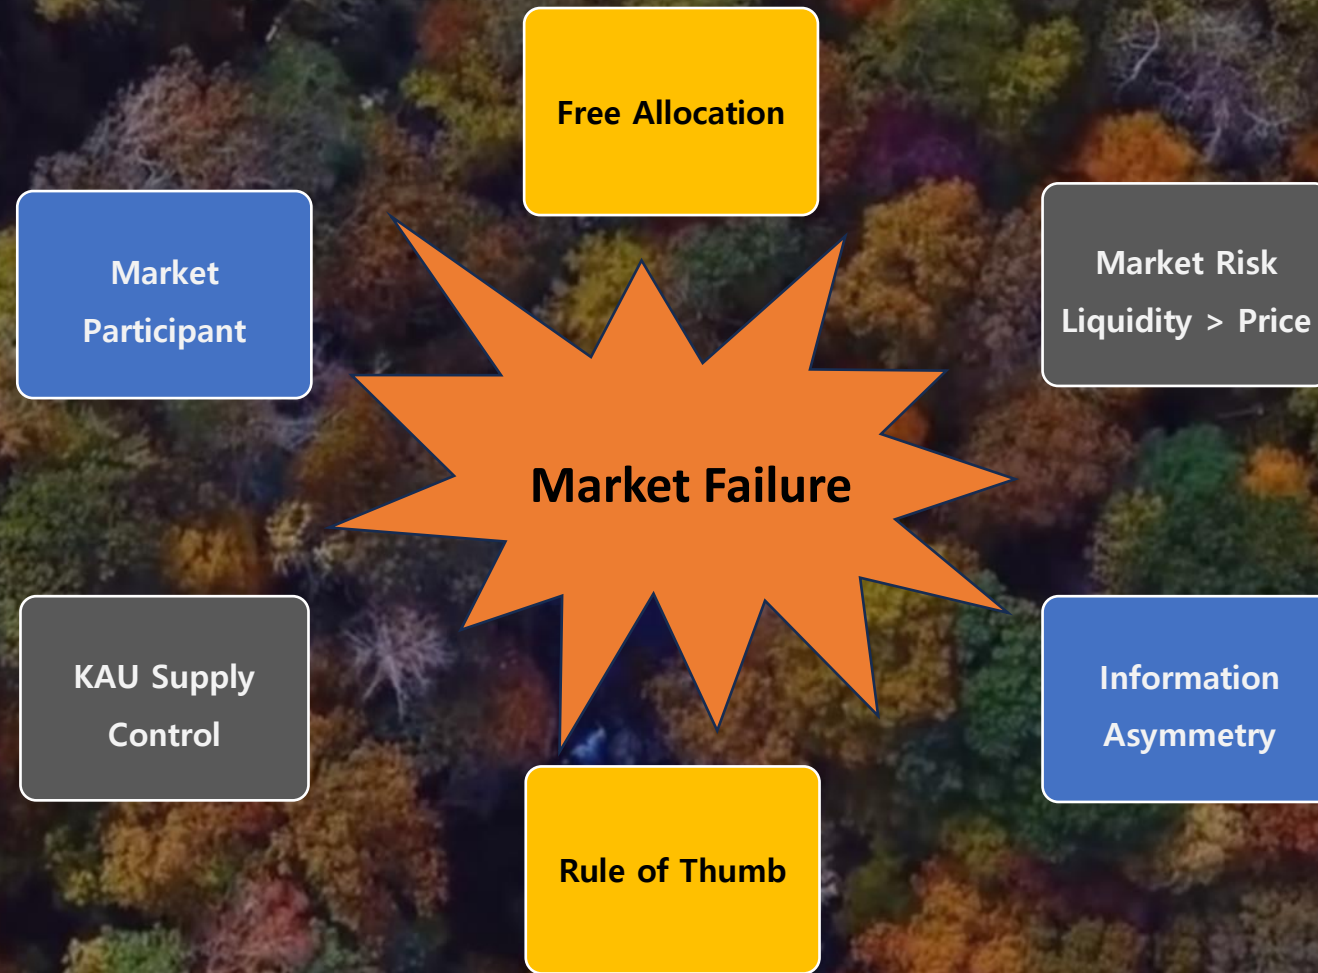 Free Allocation
Market
Participant
Market Risk
Liquidity > Price
Market Failure
KAU Supply
Control
Information
Asymmetry
Rule of Thumb